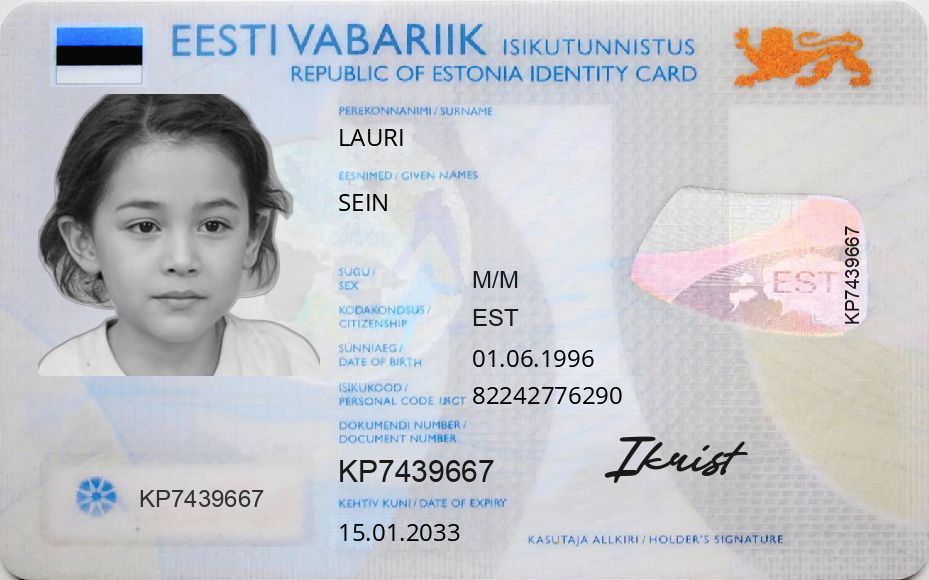 EESTI VABARIIK ISIKUTUNNISTUS
REPUBLIC OF ESTONIA IDENTITY CARD
PEREKONNANIMI / SURNAME
LAURI
EESNIMED / GIVEN NAMES
SEIN
SUGU /
SEX
M/M
KODAKONDSUS /
CITIZENSHIP
EST
SÜNNIAEG /
DATE OF BIRTH
01.06.1996
ISIKUKOOD /
PERSONAL CODE
82242776290
DOKUMENDI NUMBER /
DOCUMENT NUMBER
KP7439667
KEHTIV KUNI / DATE OF EXPIRY
15.01.2033
KP7439667
EST
KP7439667
Ikrist
KASUTAJA ALLKIRI / HOLDER'S SIGNATURE